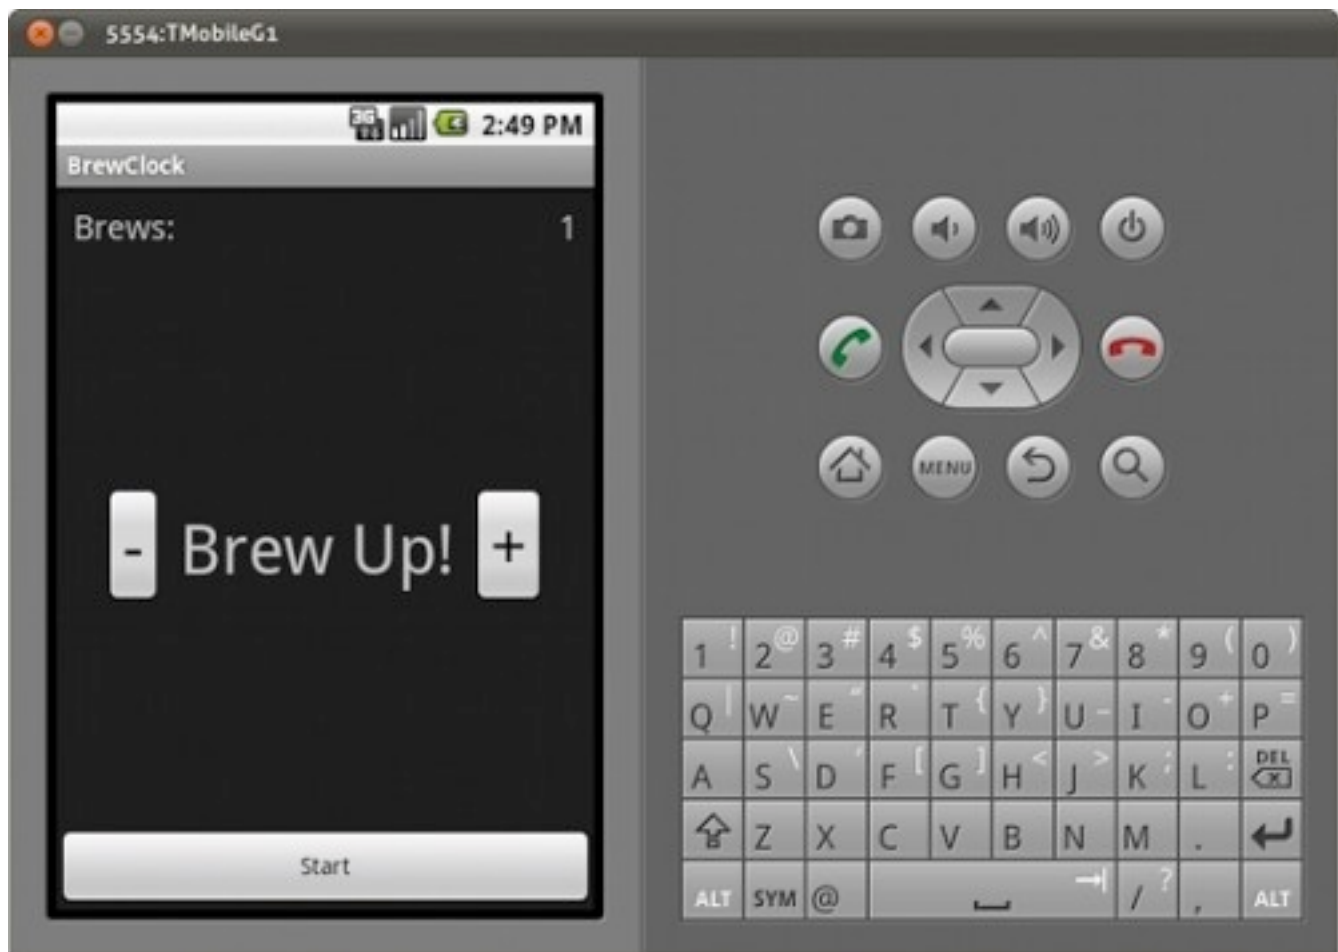 5554:TMobileG1
3G 2:49 PM
BrewClock
Brews: 1
- Brew Up! +
Start
MENU
1 ! 2 @ 3 # 4 $ 5 % 6 ^ 7 & 8 * 9 ( 0 )
Q | W ~ E " R ` T { Y } U _ I - O + P =
A S \ D ' F [ G ] H < J > K ; L : DEL
Z X C V B N M .
ALT SYM @ / ? , ALT